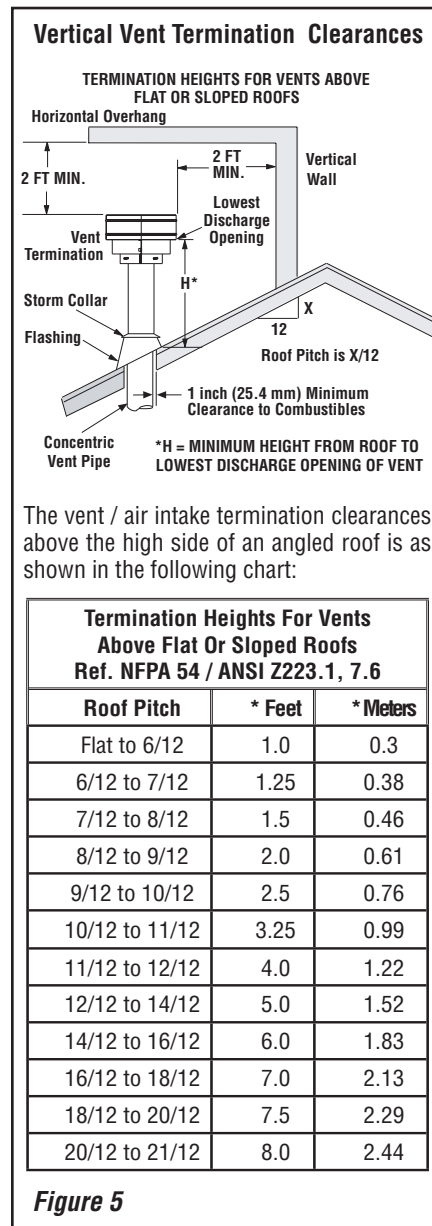 Vertical Vent Termination Clearances
TERMINATION HEIGHTS FOR VENTS ABOVE
FLAT OR SLOPED ROOFS
Horizontal Overhang
2 FT MIN.
2 FT
MIN.
Vertical
Wall
Lowest
Discharge
Opening
Vent
Termination
H*
Storm Collar
Flashing
X
12
Roof Pitch is X/12
1 inch (25.4 mm) Minimum
Clearance to Combustibles
Concentric
Vent Pipe
*H = MINIMUM HEIGHT FROM ROOF TO
LOWEST DISCHARGE OPENING OF VENT
The vent / air intake termination clearances
above the high side of an angled roof is as
shown in the following chart:
Termination Heights For Vents
Above Flat Or Sloped Roofs
Ref. NFPA 54 / ANSI Z223.1, 7.6
Roof Pitch * Feet * Meters
Flat to 6/12 1.0 0.3
6/12 to 7/12 1.25 0.38
7/12 to 8/12 1.5 0.46
8/12 to 9/12 2.0 0.61
9/12 to 10/12 2.5 0.76
10/12 to 11/12 3.25 0.99
11/12 to 12/12 4.0 1.22
12/12 to 14/12 5.0 1.52
14/12 to 16/12 6.0 1.83
16/12 to 18/12 7.0 2.13
18/12 to 20/12 7.5 2.29
20/12 to 21/12 8.0 2.44
Figure 5